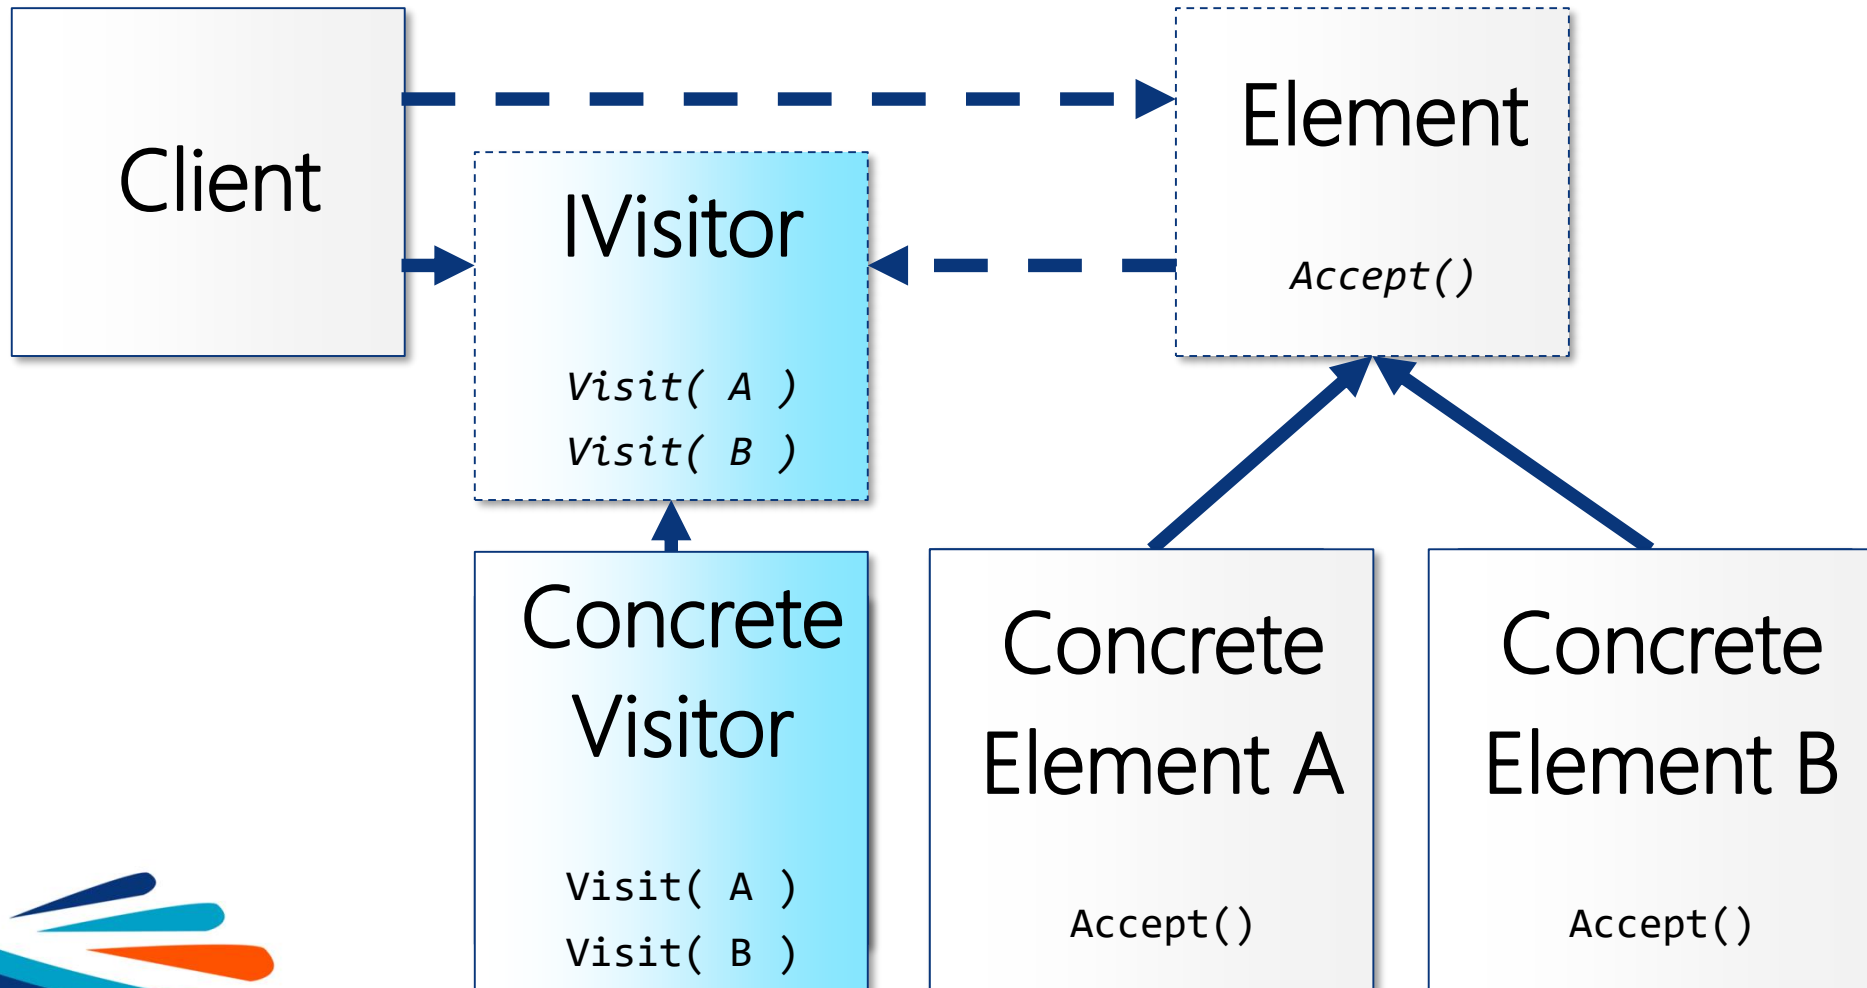 Client
IVisitor
Visit( A )
Visit( B )
Element
Accept()
Concrete
Visitor
Visit( A )
Visit( B )
Concrete
Element A
Accept()
Concrete
Element B
Accept()